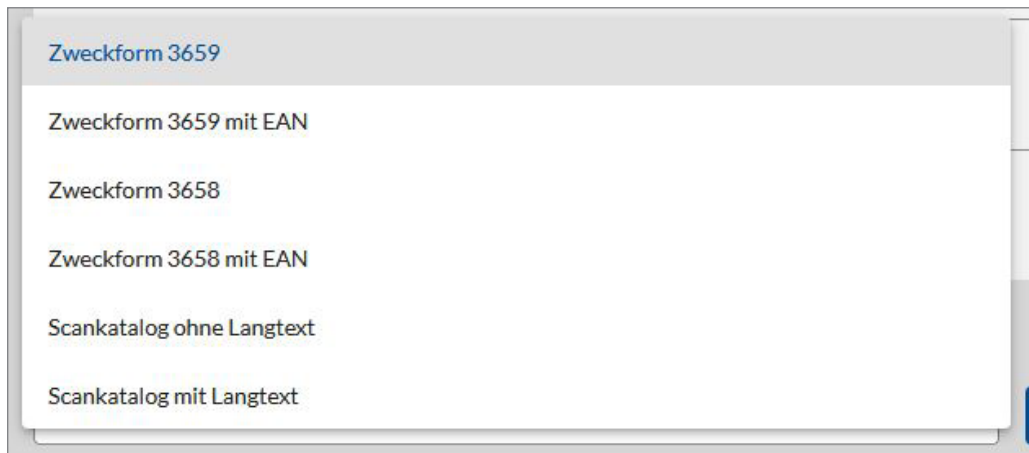 Zweckform 3659
Zweckform 3659 mit EAN
Zweckform 3658
Zweckform 3658 mit EAN
Scankatalog ohne Langtext
Scankatalog mit Langtext